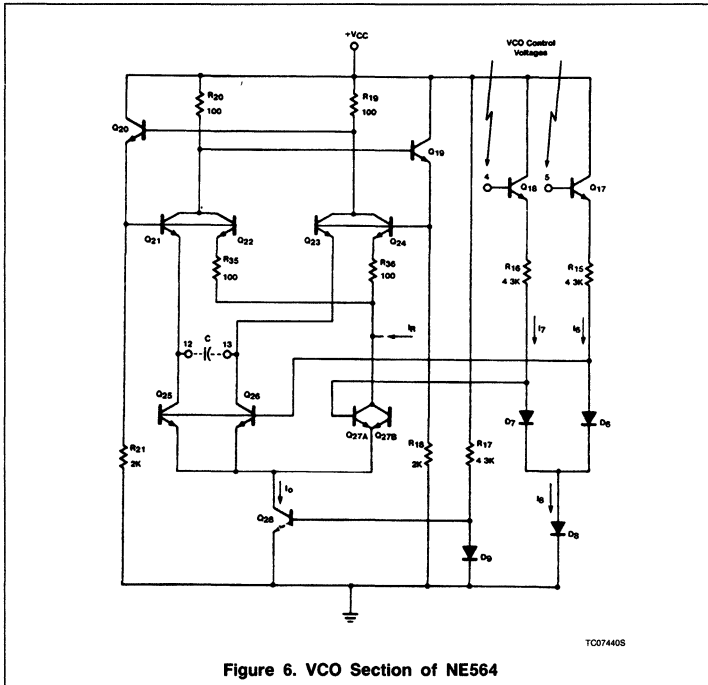 +VCC
VCO Control
Voltages
R20
100
R19
100
Q20
Q19
4
Q18
5
Q17
Q21
Q22
Q23
Q24
R35
100
R36
100
R16
4 3K
R15
4 3K
IR
I7
I5
12
C
13
Q25
Q26
Q27A
Q27B
D7
D6
R21
2K
R18
2K
R17
4 3K
IO
Q28
I6
D8
D9
TC07440S
Figure 6. VCO Section of NE564